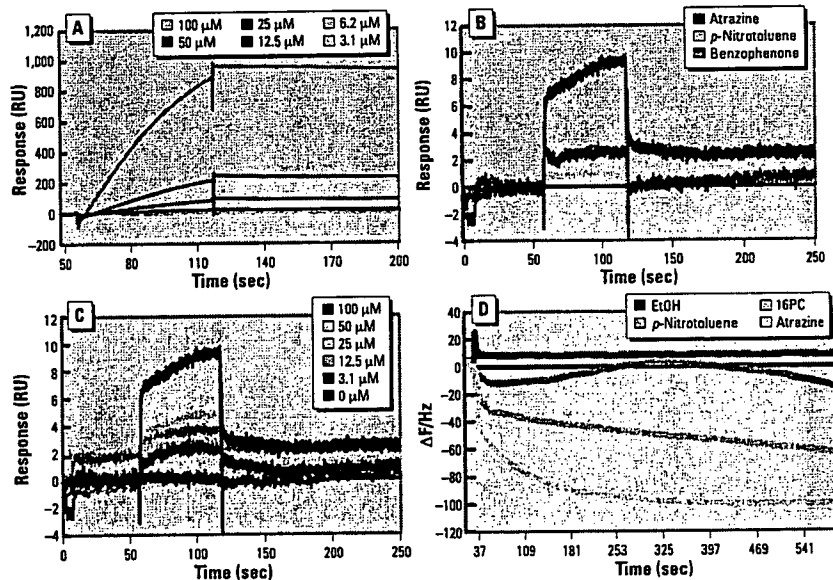 A
100 µM 25 µM 6.2 µM
50 µM 12.5 µM 3.1 µM
1,200
1,000
800
600
400
200
0
–200
Response (RU)
50 80 110 140 170 200
Time (sec)
B
Atrazine
p-Nitrotoluene
Benzophenone
12
10
8
6
4
2
0
–2
–4
Response (RU)
0 50 100 150 200 250
Time (sec)
C
100 µM
50 µM
25 µM
12.5 µM
3.1 µM
0 µM
12
10
8
6
4
2
0
–2
–4
Response (RU)
0 50 100 150 200 250
Time (sec)
D
EtOH 16PC
p-Nitrotoluene Atrazine
40
20
0
–20
–40
–60
–80
–100
–120
ΔF/Hz
37 109 181 253 325 397 469 541
Time (sec)